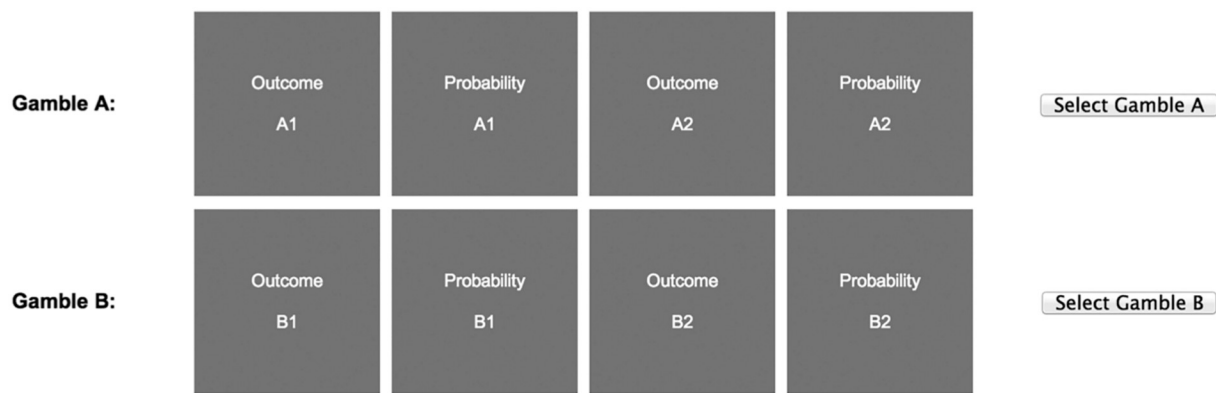 Gamble A:
Outcome
A1
Probability
A1
Outcome
A2
Probability
A2
Select Gamble A
Gamble B:
Outcome
B1
Probability
B1
Outcome
B2
Probability
B2
Select Gamble B